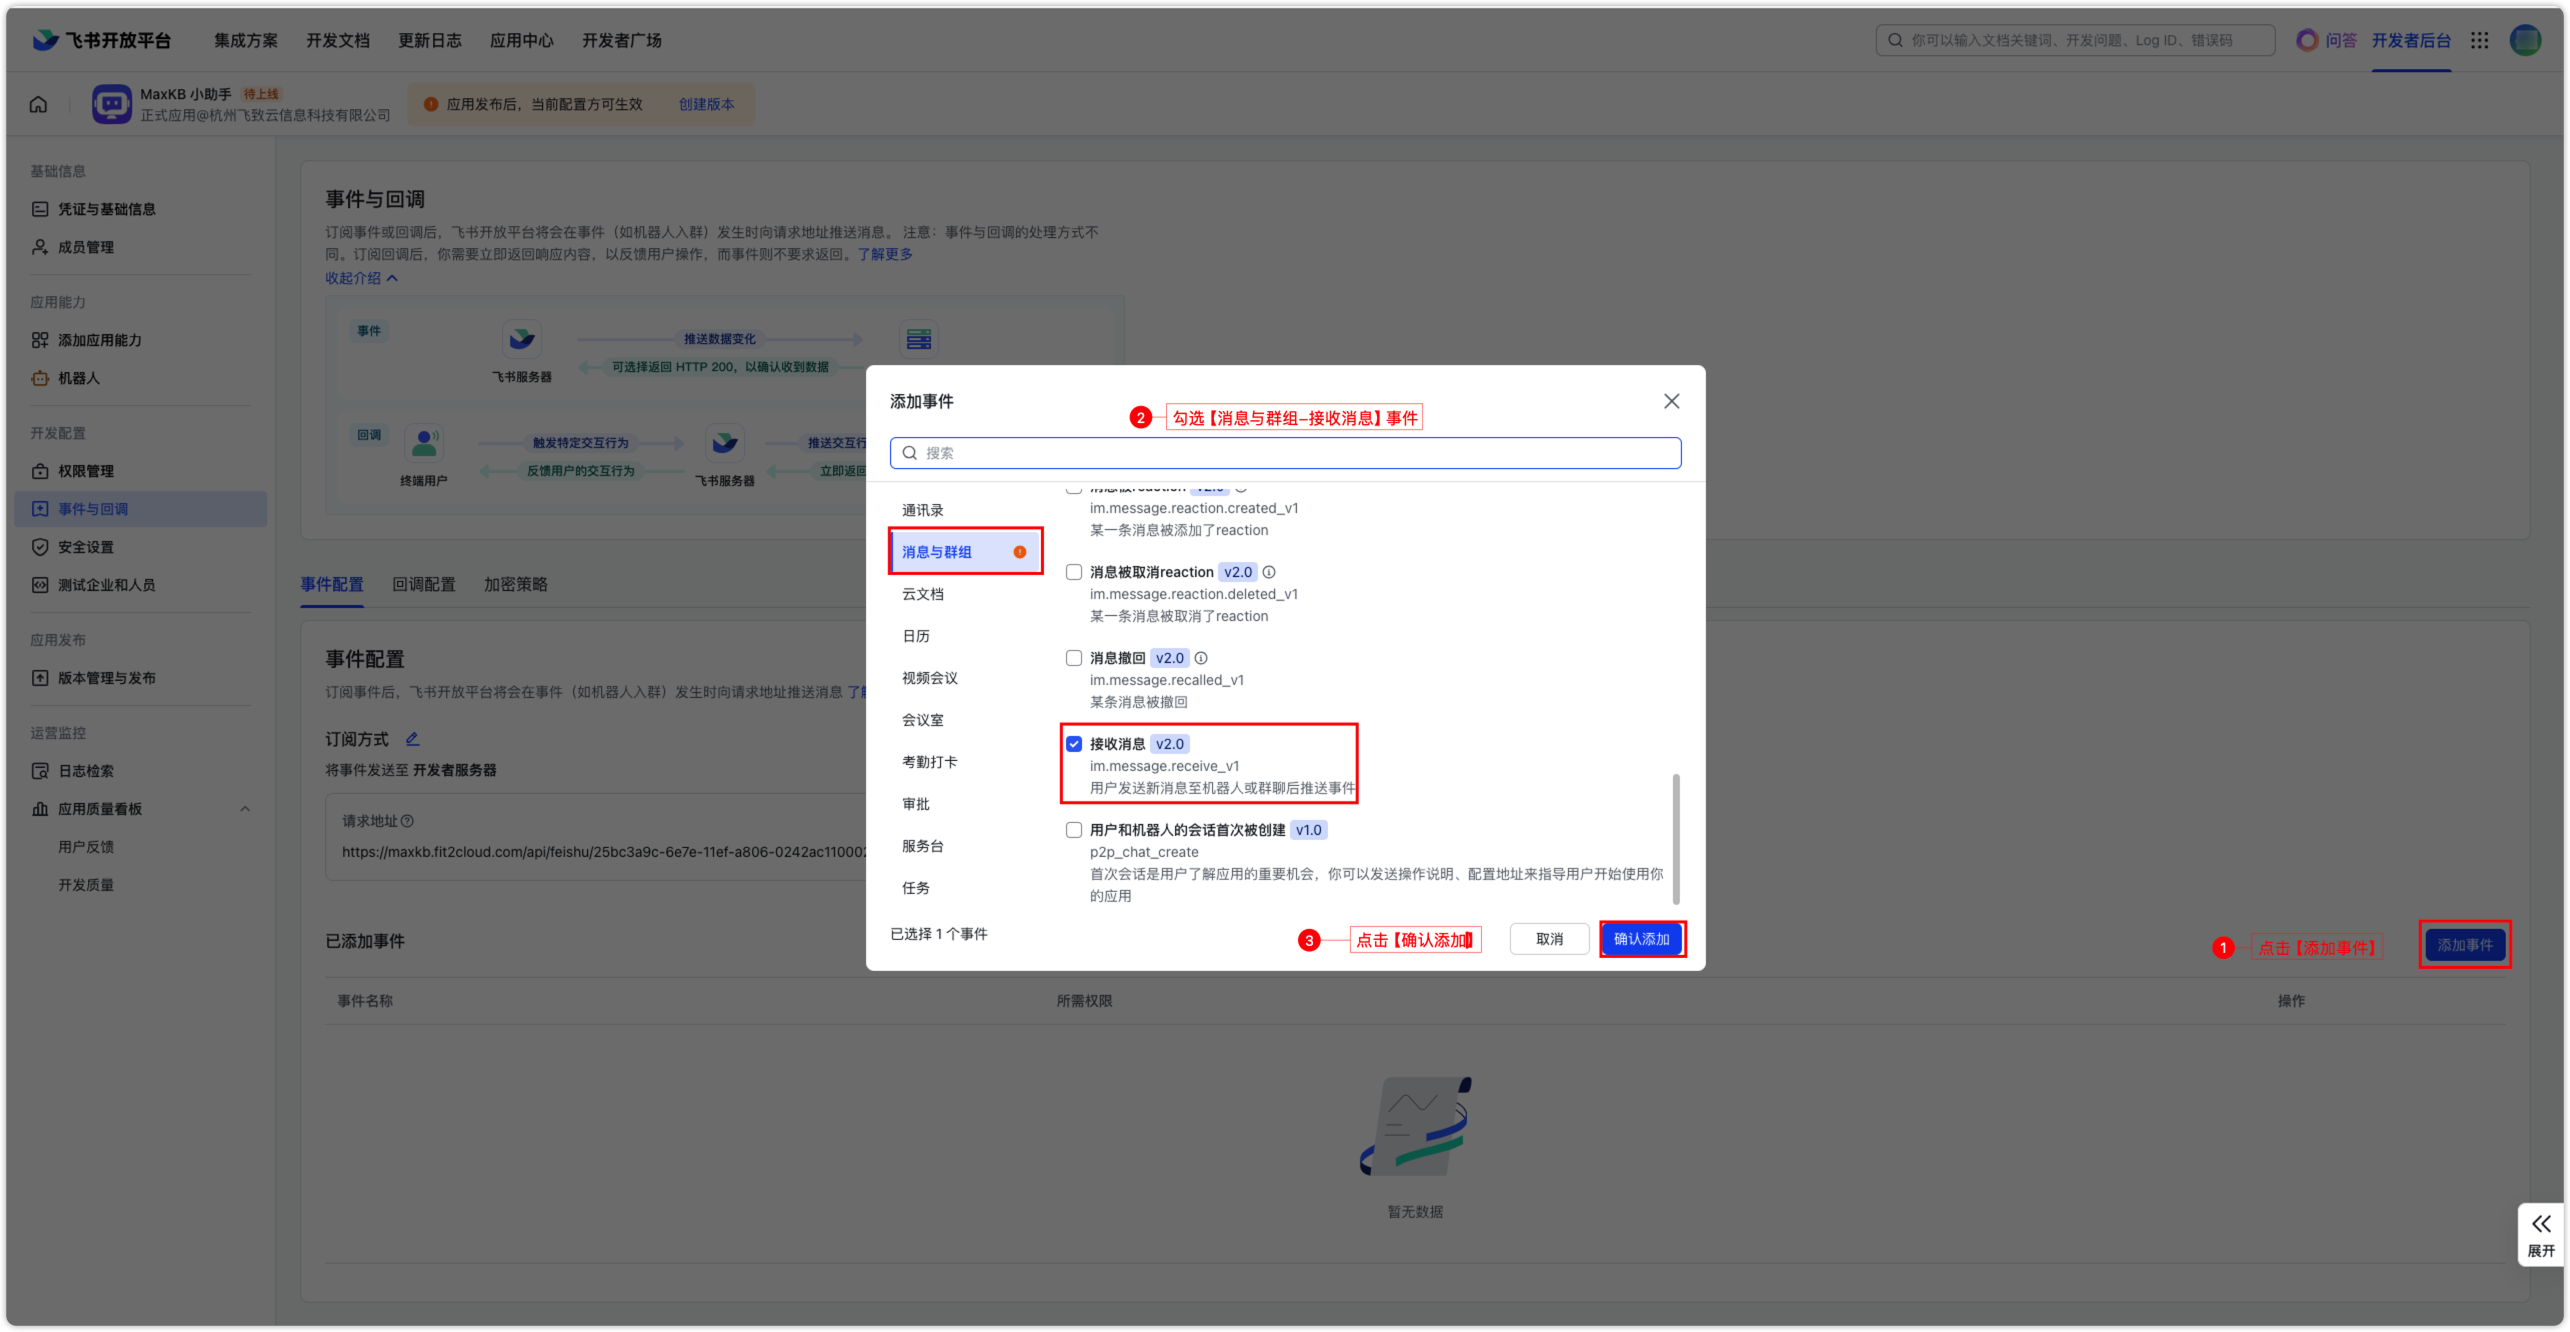 飞书开放平台 集成方案 开发文档 更新日志 应用中心 开发者广场 你可以输入文档关键词、开发问题、Log ID、错误码 问答 开发者后台
MaxKB 小助手 待上线
正式应用@杭州飞致云信息科技有限公司
应用发布后，当前配置方可生效 创建版本
基础信息
凭证与基础信息
成员管理
应用能力
添加应用能力
机器人
开发配置
权限管理
事件与回调
安全设置
测试企业和人员
应用发布
版本管理与发布
运营监控
日志检索
应用质量看板
用户反馈
开发质量
事件与回调
订阅事件或回调后，飞书开放平台将会在事件（如机器人入群）发生时向请求地址推送消息。 注意：事件与回调的处理方式不
同。订阅回调后，你需要立即返回响应内容，以反馈用户操作，而事件则不要求返回。了解更多
收起介绍
事件
推送数据变化
可选择返回 HTTP 200，以确认收到数据
飞书服务器
回调
触发特定交互行为 推送交互行
反馈用户的交互行为 立即返回
终端用户 飞书服务器
事件配置 回调配置 加密策略
事件配置
订阅事件后，飞书开放平台将会在事件（如机器人入群）发生时向请求地址推送消息 了
订阅方式
将事件发送至 开发者服务器
请求地址
https://maxkb.fit2cloud.com/api/feishu/25bc3a9c-6e7e-11ef-a806-0242ac11000
已添加事件
1 点击【添加事件】 添加事件
事件名称 所需权限 操作
暂无数据
展开
添加事件
2 勾选【消息与群组-接收消息】事件
搜索
通讯录
消息与群组
云文档
日历
视频会议
会议室
考勤打卡
审批
服务台
任务
消息被reaction v2.0
im.message.reaction.created_v1
某一条消息被添加了reaction
消息被取消reaction v2.0
im.message.reaction.deleted_v1
某一条消息被取消了reaction
消息撤回 v2.0
im.message.recalled_v1
某条消息被撤回
接收消息 v2.0
im.message.receive_v1
用户发送新消息至机器人或群聊后推送事件
用户和机器人的会话首次被创建 v1.0
p2p_chat_create
首次会话是用户了解应用的重要机会，你可以发送操作说明、配置地址来指导用户开始使用你
的应用
已选择 1 个事件
3 点击【确认添加】
取消 确认添加